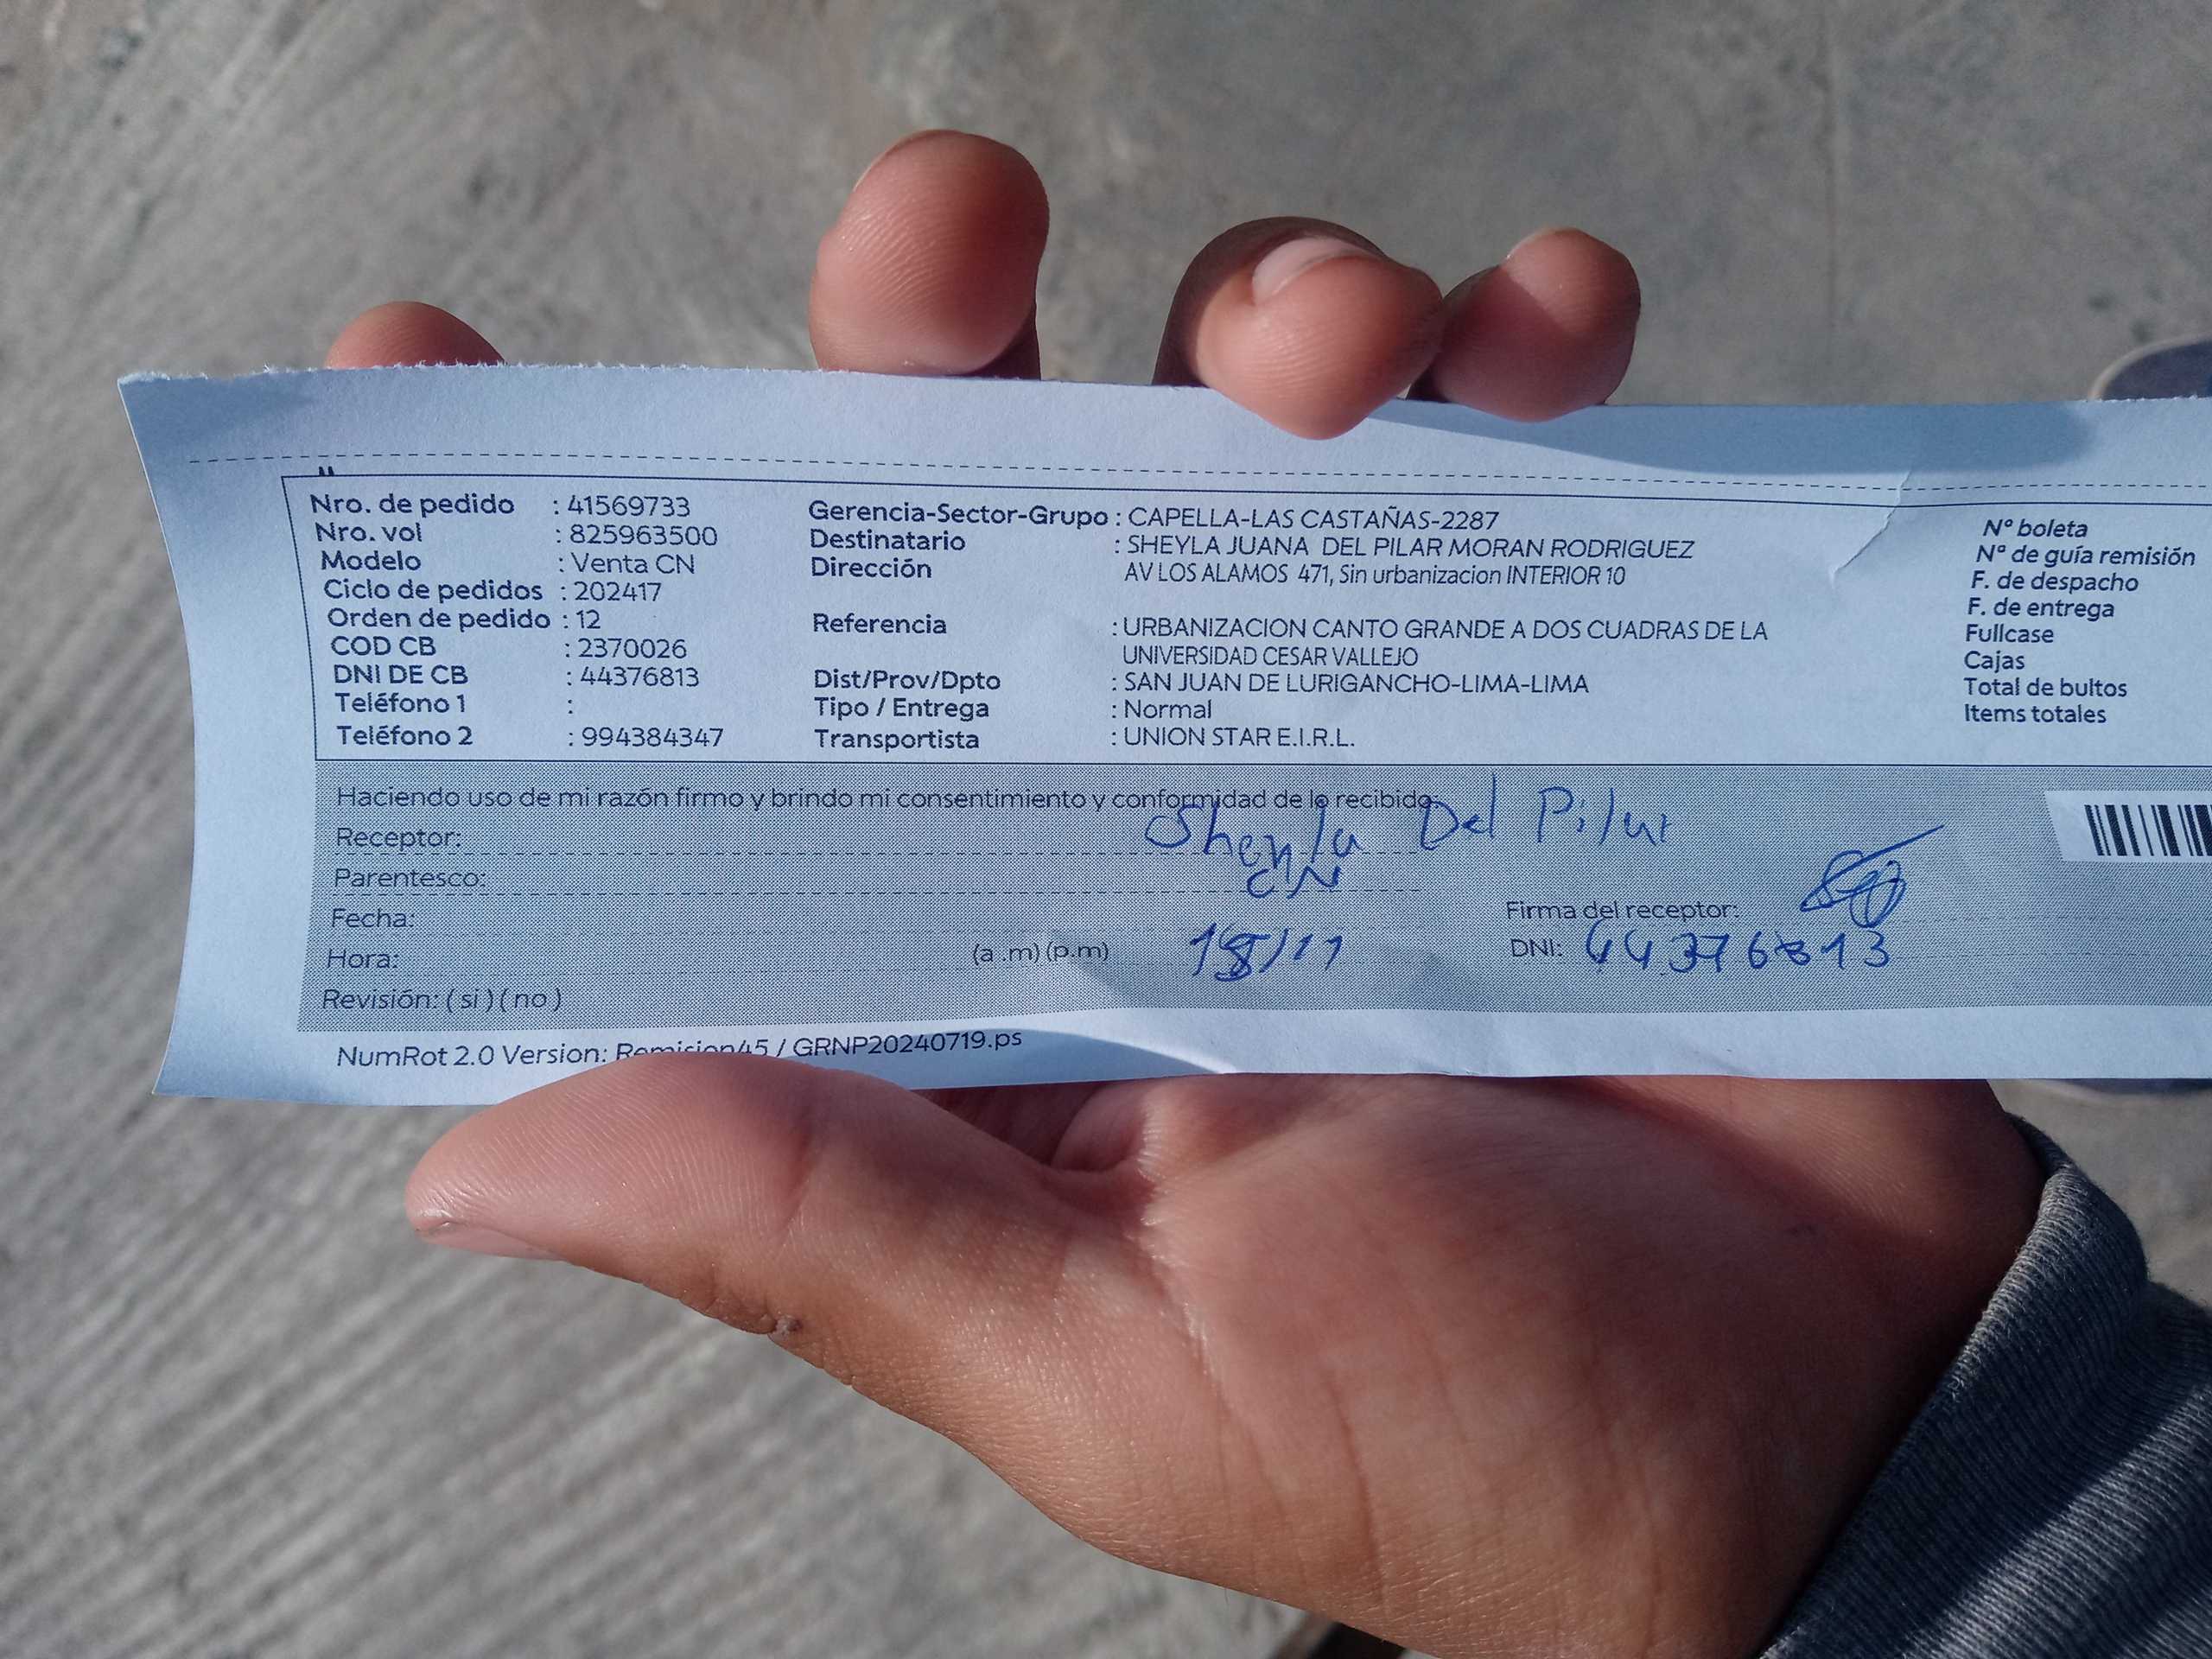 Nro. de pedido : 41569733
Nro. vol : 825963500
Modelo : Venta CN
Ciclo de pedidos : 202417
Orden de pedido : 12
COD CB : 2370026
DNI DE CB : 44376813
Teléfono 1 :
Teléfono 2 : 994384347
Gerencia-Sector-Grupo : CAPELLA-LAS CASTAÑAS-2287
Destinatario : SHEYLA JUANA DEL PILAR MORAN RODRIGUEZ
Dirección AV LOS ALAMOS 471, Sin urbanizacion INTERIOR 10
Referencia : URBANIZACION CANTO GRANDE A DOS CUADRAS DE LA
UNIVERSIDAD CESAR VALLEJO
Dist/Prov/Dpto : SAN JUAN DE LURIGANCHO-LIMA-LIMA
Tipo / Entrega : Normal
Transportista : UNION STAR E.I.R.L.
N° boleta
N° de guía remisión
F. de despacho
F. de entrega
Fullcase
Cajas
Total de bultos
Items totales
Haciendo uso de mi razón firmo y brindo mi consentimiento y conformidad de lo recibido.
Receptor: Sheyla Del Pilar
Parentesco: CN
Fecha:
Firma del receptor:
Hora: (a .m) (p.m) 18/11
DNI: 44376813
Revisión: ( si ) ( no )
NumRot 2.0 Version: Remision45 / GRNP20240719.ps